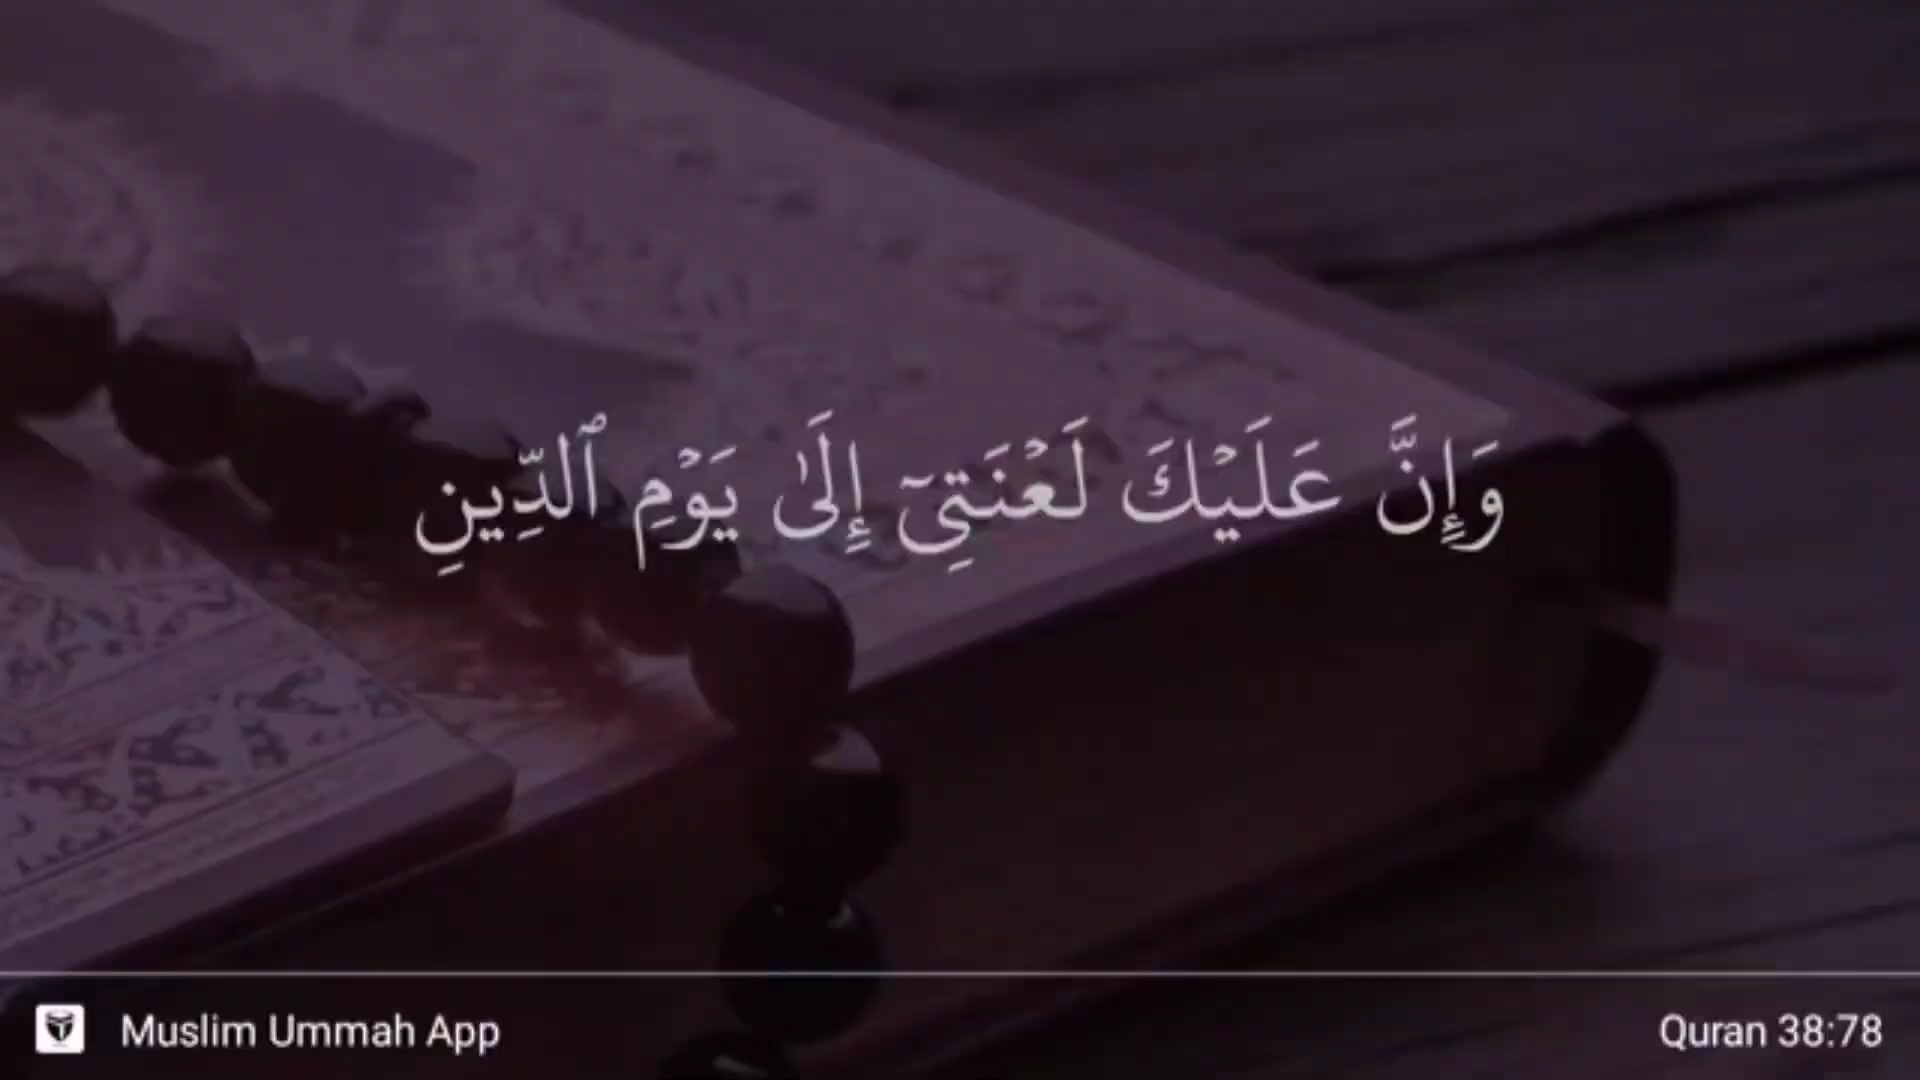 وَإِنَّ عَلَيْكَ لَعْنَتِىٓ إِلَىٰ يَوْمِ ٱلدِّينِ
Muslim Ummah App
Quran 38:78